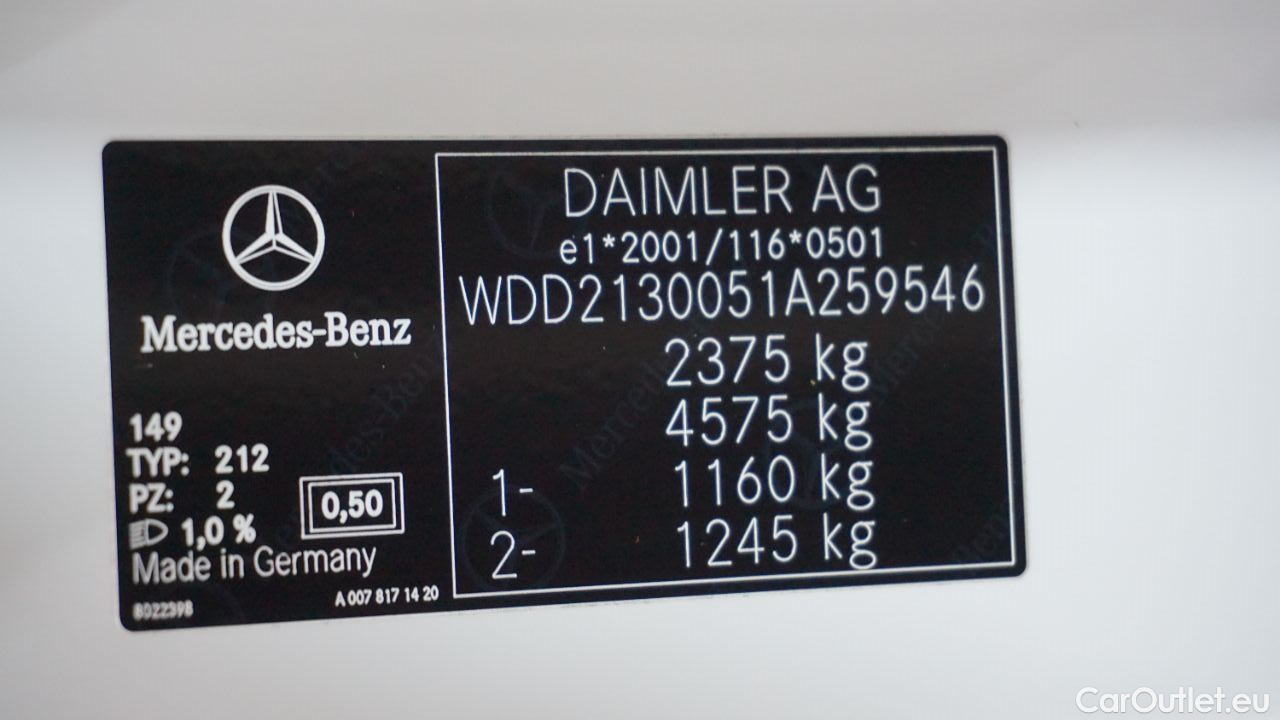 Mercedes-Benz
149
TYP: 212
PZ: 2
1,0 %
0,50
Made in Germany
8022398
A 007 817 14 20
DAIMLER AG
e1*2001/116*0501
WDD2130051A259546
2375 kg
4575 kg
1- 1160 kg
2- 1245 kg
CarOutlet.eu